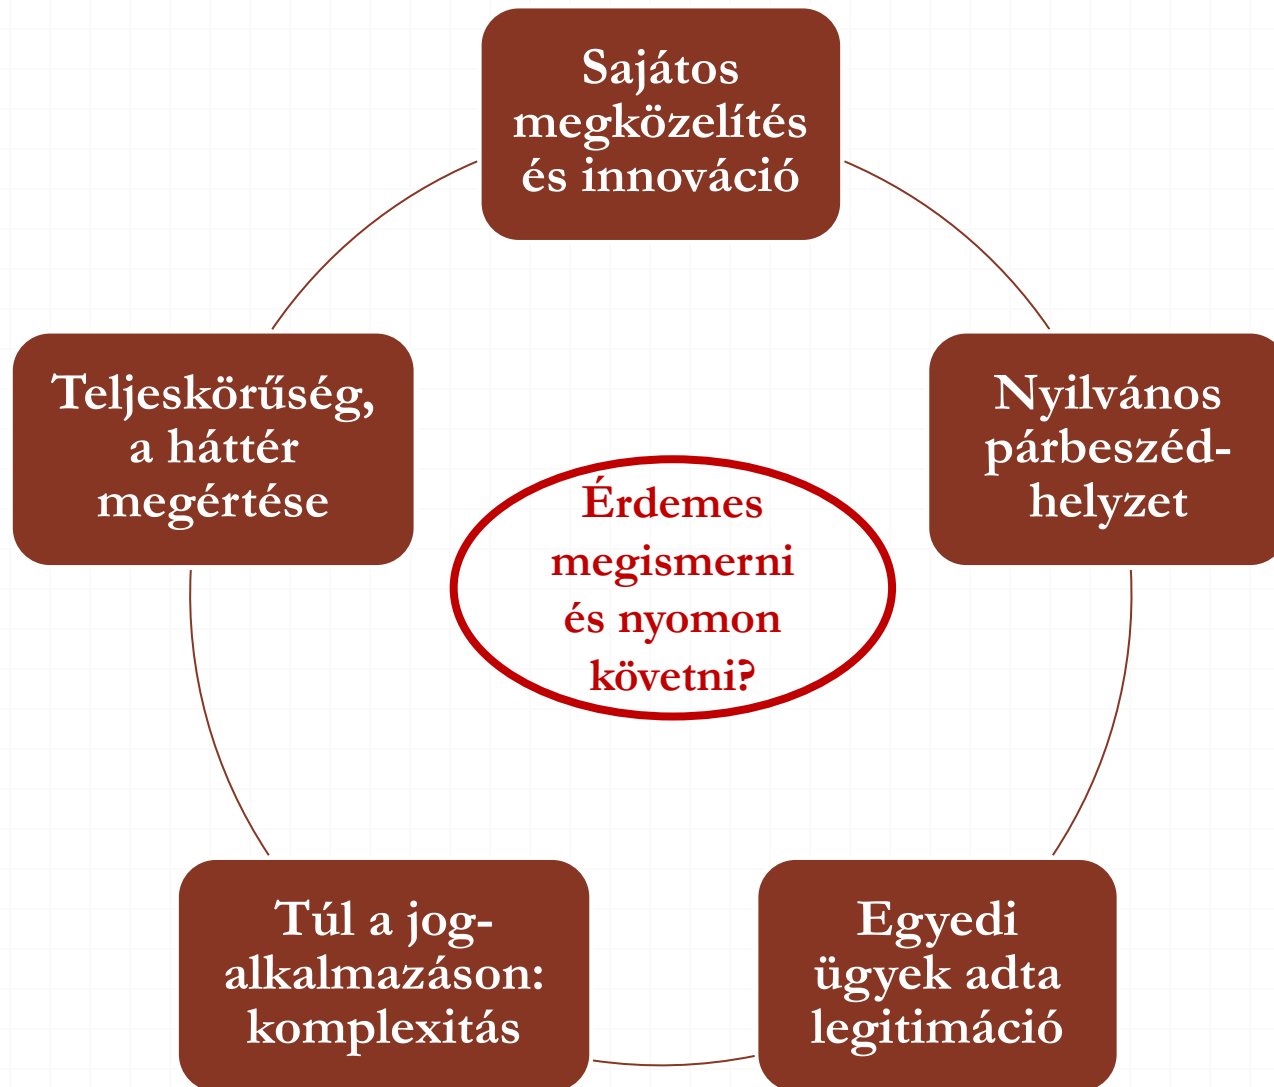 Sajátos
megközelítés
és innováció
Teljeskörűség,
a háttér
megértése
Nyilvános
párbeszéd-
helyzet
Érdemes
megismerni
és nyomon
követni?
Túl a jog-
alkalmazáson:
komplexitás
Egyedi
ügyek adta
legitimáció